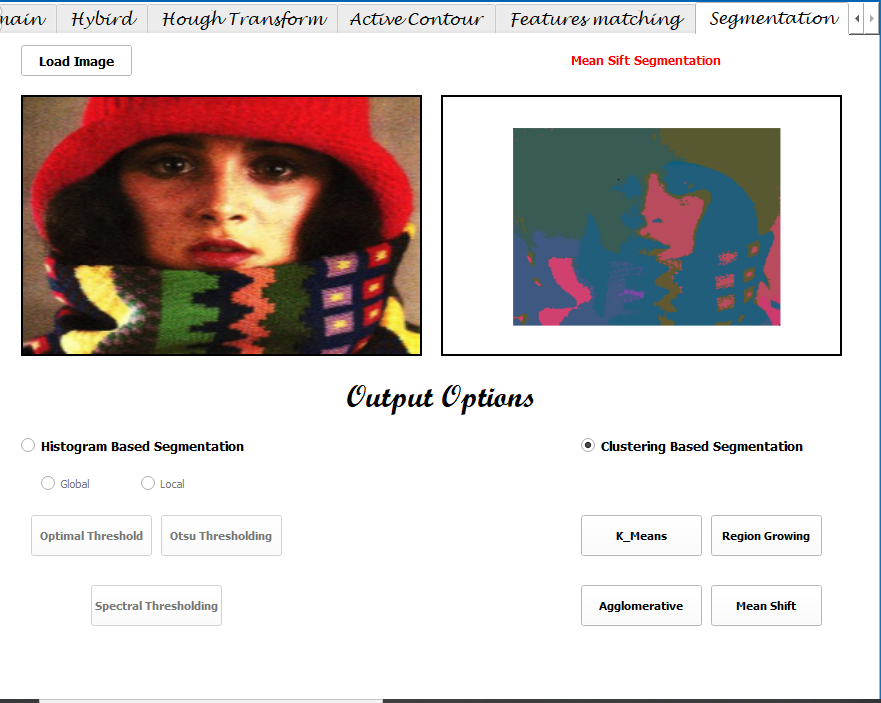 Hybird Hough Transform Active Contour Features matching Segmentation
Load Image
Mean Sift Segmentation
Output Options
Histogram Based Segmentation
Clustering Based Segmentation
Global Local
Optimal Threshold Otsu Thresholding
K_Means Region Growing
Spectral Thresholding
Agglomerative Mean Shift